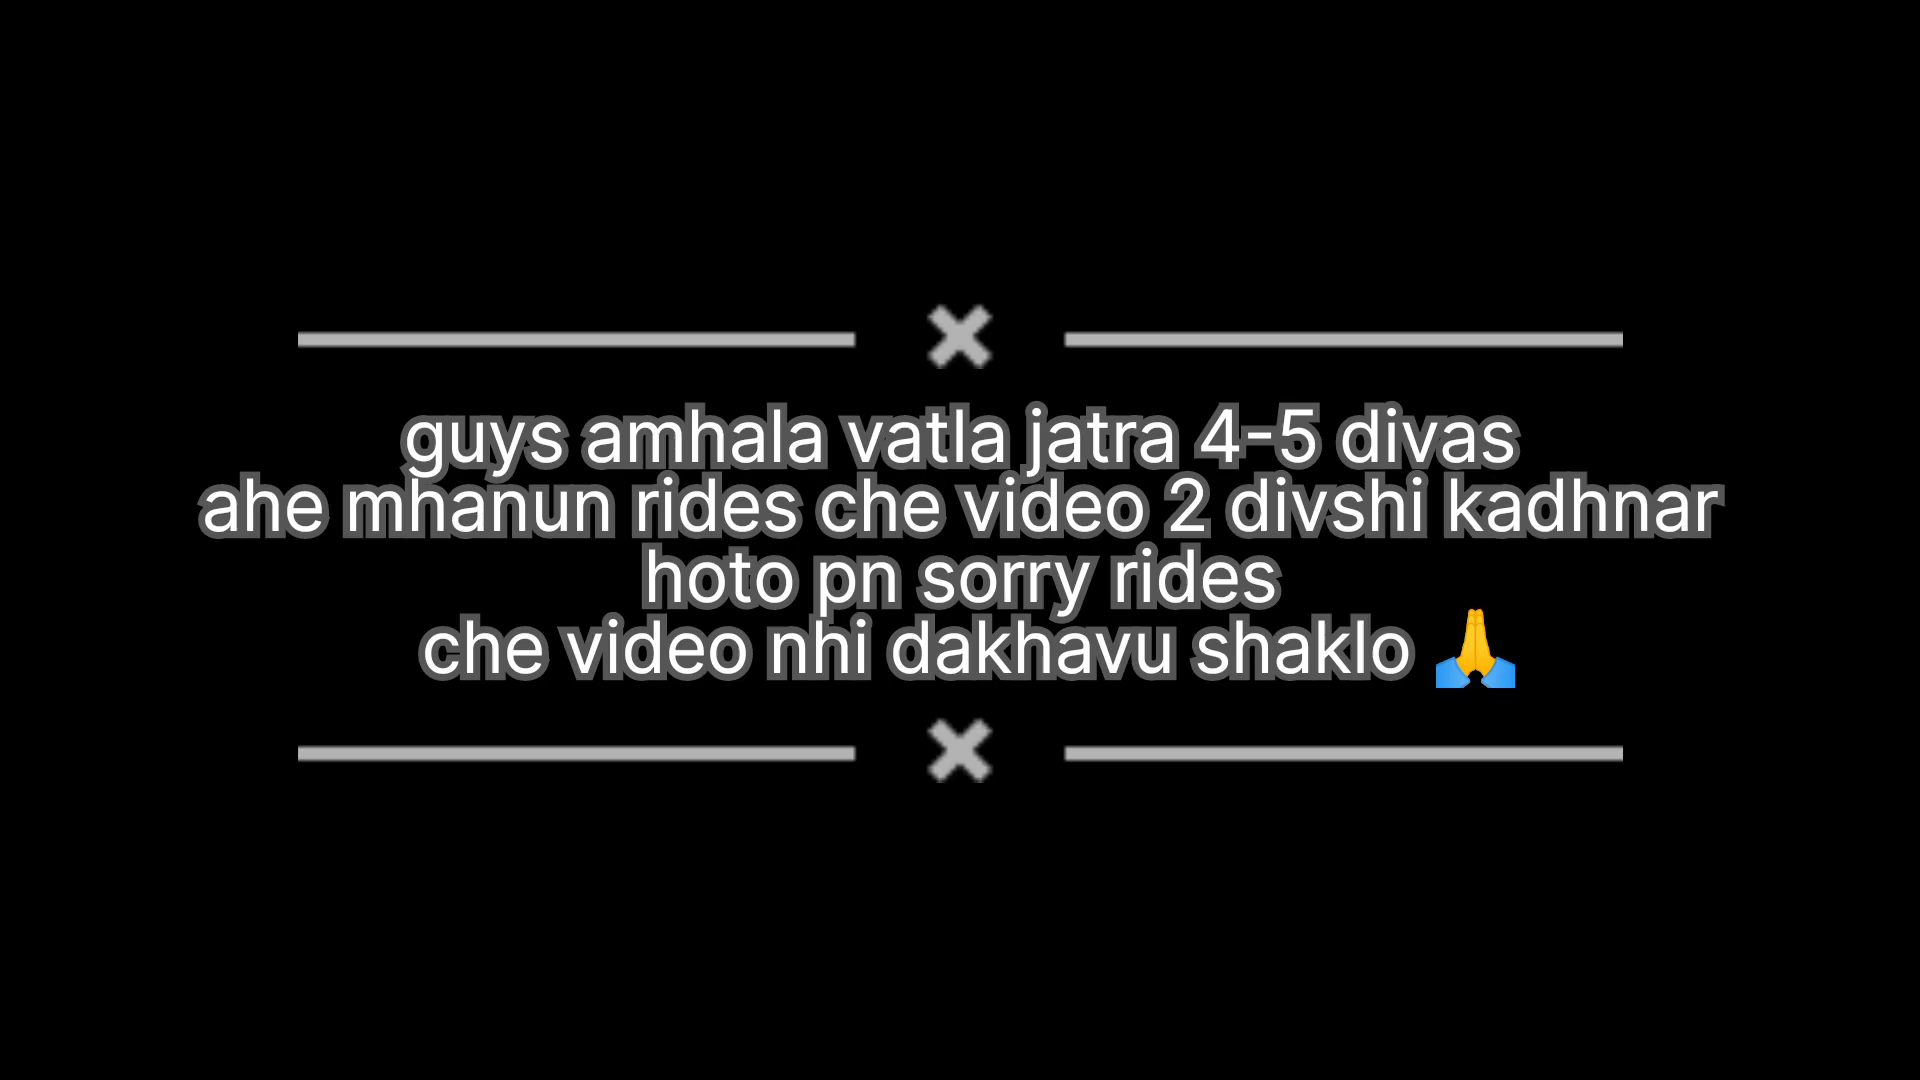 guys amhala vatla jatra 4-5 divas
ahe mhanun rides che video 2 divshi kadhnar
hoto pn sorry rides
che video nhi dakhavu shaklo 🙏